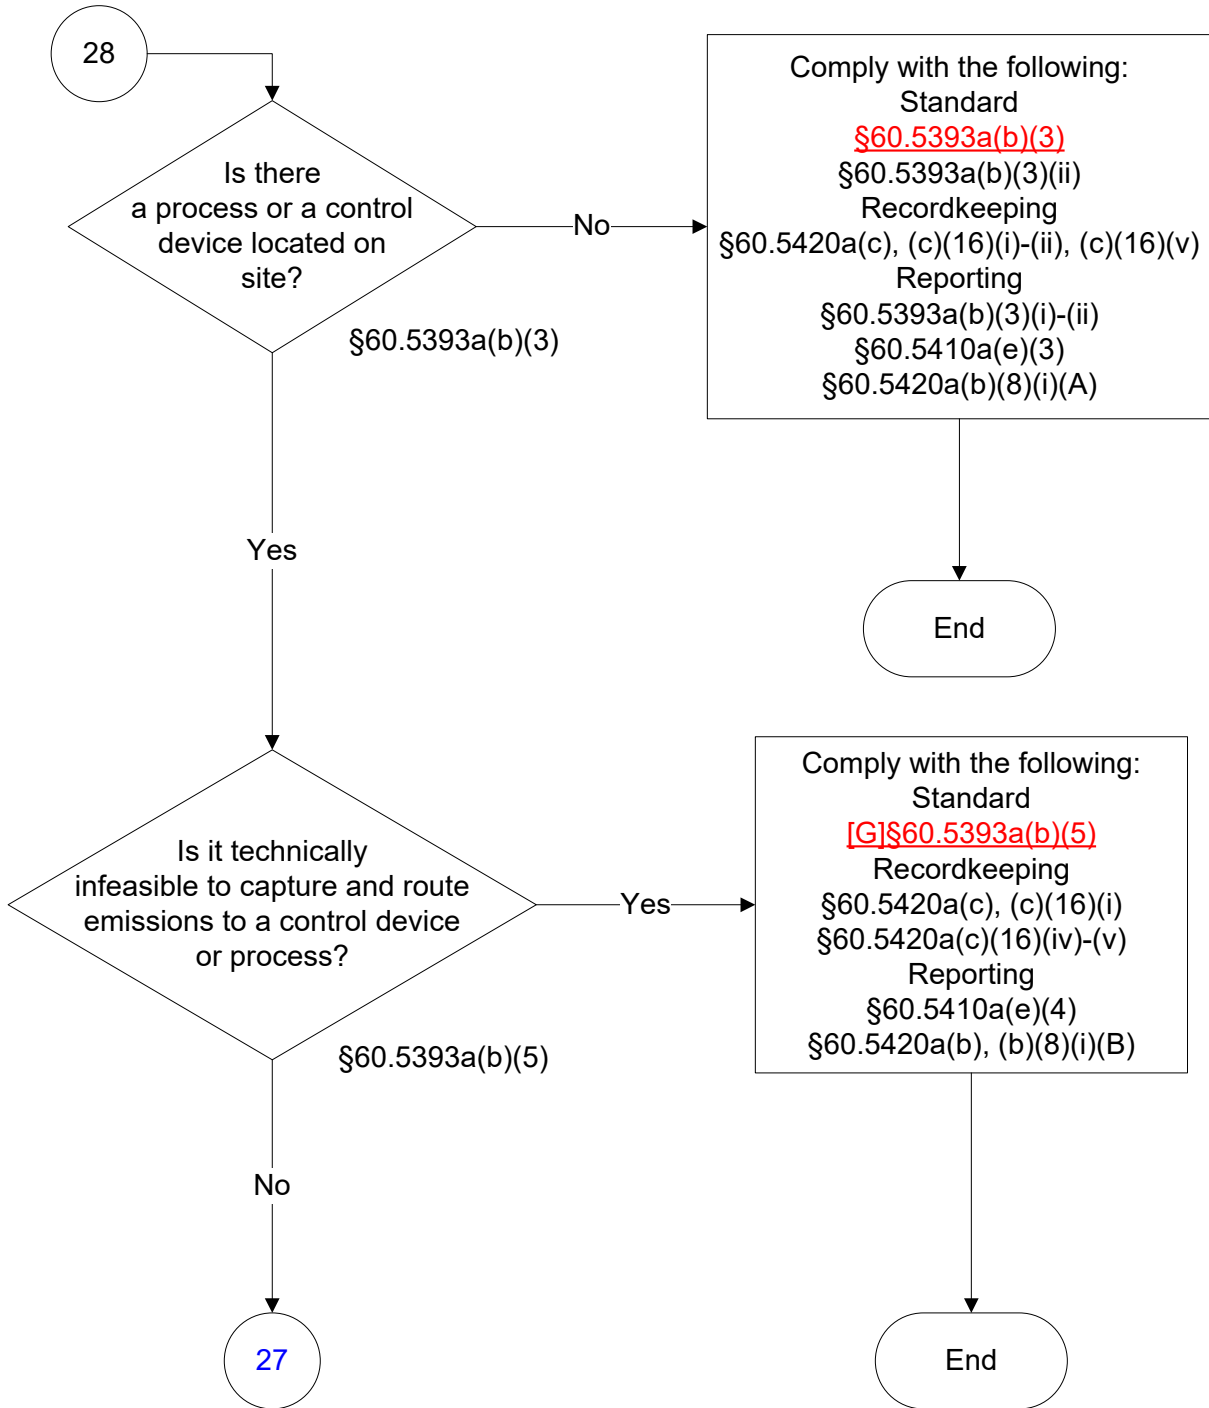 28
Is there
a process or a control
device located on
site?
§60.5393a(b)(3)
No
Comply with the following:
Standard
§60.5393a(b)(3)
§60.5393a(b)(3)(ii)
Recordkeeping
§60.5420a(c), (c)(16)(i)-(ii), (c)(16)(v)
Reporting
§60.5393a(b)(3)(i)-(ii)
§60.5410a(e)(3)
§60.5420a(b)(8)(i)(A)
End
Yes
Is it technically
infeasible to capture and route
emissions to a control device
or process?
§60.5393a(b)(5)
Yes
Comply with the following:
Standard
[G]§60.5393a(b)(5)
Recordkeeping
§60.5420a(c), (c)(16)(i)
§60.5420a(c)(16)(iv)-(v)
Reporting
§60.5410a(e)(4)
§60.5420a(b), (b)(8)(i)(B)
End
No
27